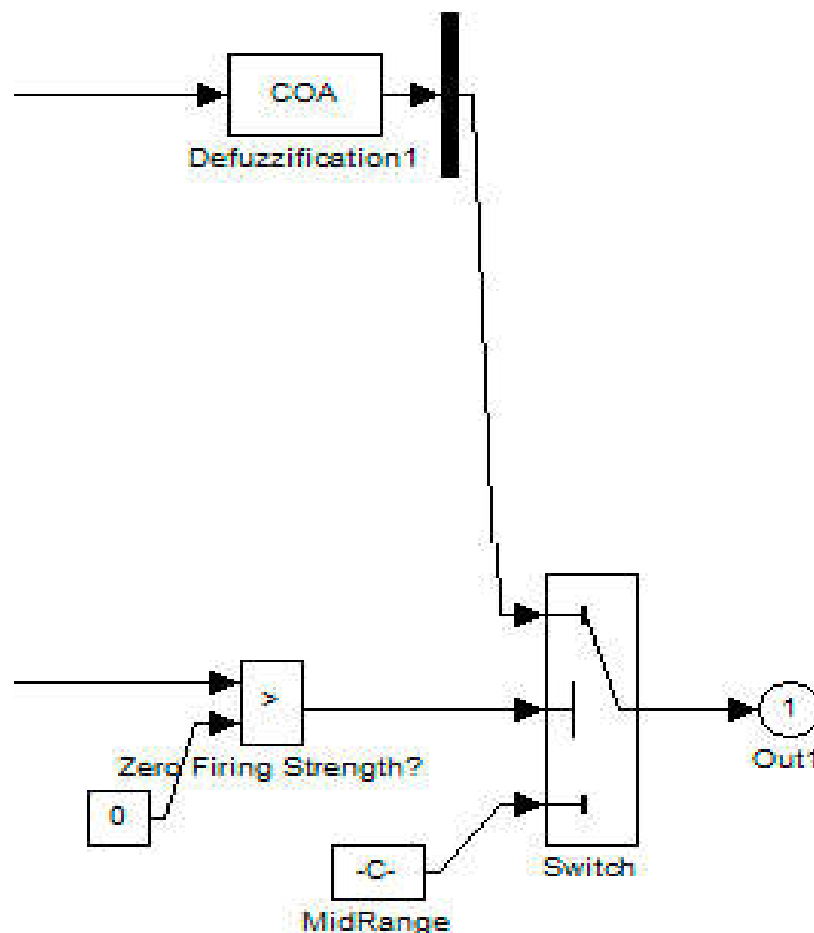 COA
Defuzzification1
>
Zero Firing Strength?
0
1
Out1
-C-
MidRange
Switch